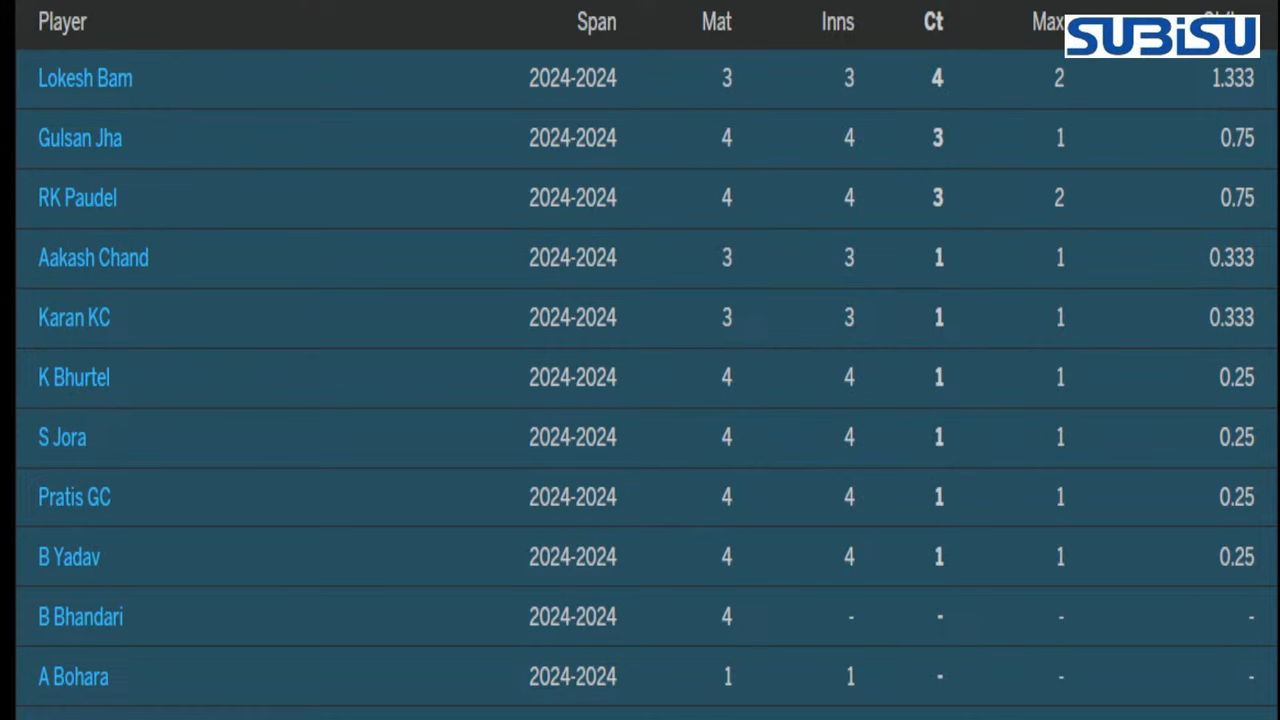 Player Span Mat Inns Ct Max
SUBISU
Lokesh Bam 2024-2024 3 3 4 2 1.333
Gulsan Jha 2024-2024 4 4 3 1 0.75
RK Paudel 2024-2024 4 4 3 2 0.75
Aakash Chand 2024-2024 3 3 1 1 0.333
Karan KC 2024-2024 3 3 1 1 0.333
K Bhurtel 2024-2024 4 4 1 1 0.25
S Jora 2024-2024 4 4 1 1 0.25
Pratis GC 2024-2024 4 4 1 1 0.25
B Yadav 2024-2024 4 4 1 1 0.25
B Bhandari 2024-2024 4 - - - -
A Bohara 2024-2024 1 1 - - -